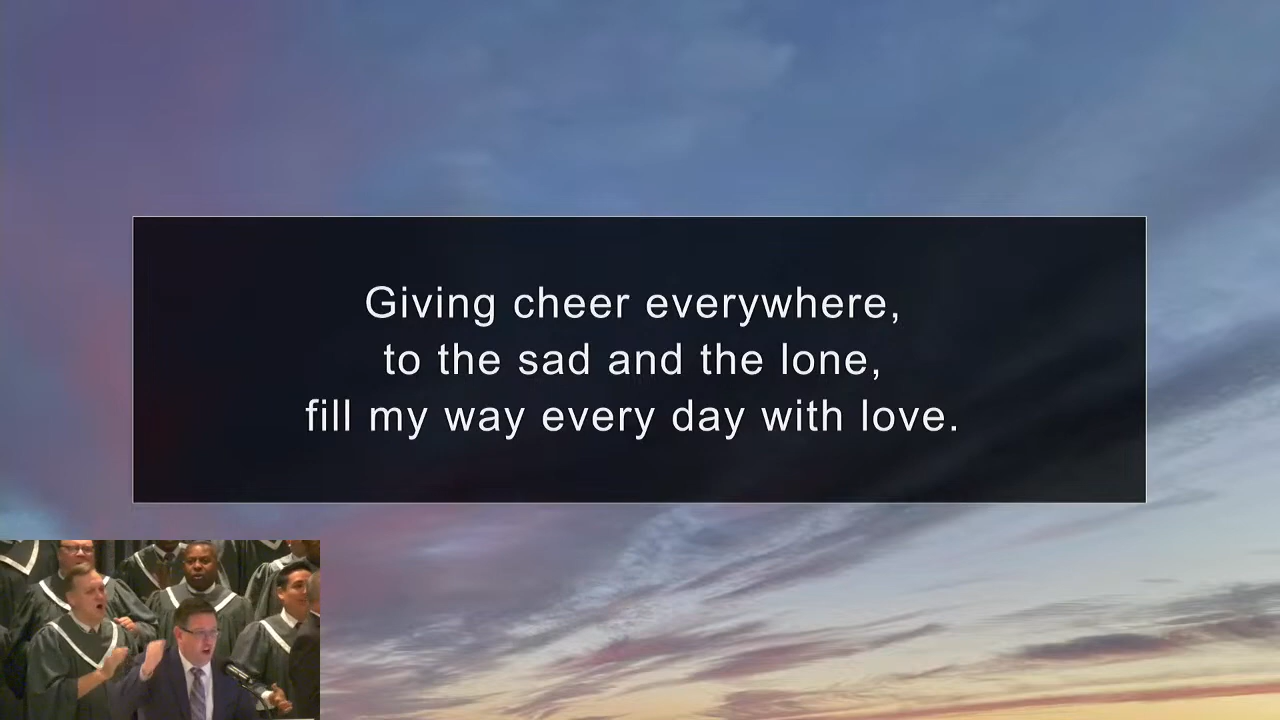 Giving cheer everywhere,
to the sad and the lone,
fill my way every day with love.